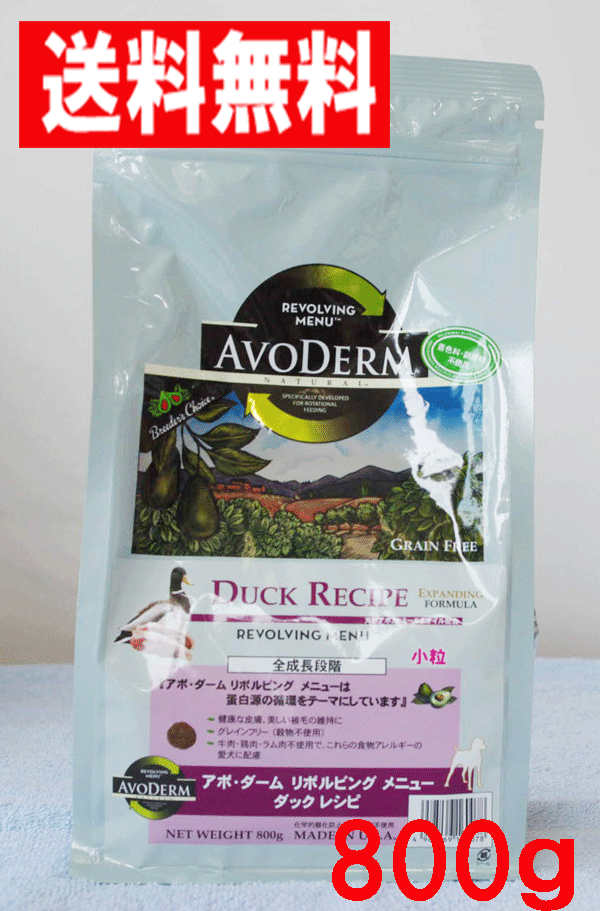 送料無料
REVOLVING
MENU™
AVODERM
NATURAL
SPECIFICALLY DEVELOPED
FOR ROTATIONAL
FEEDING
Breeder's Choice
不使用
GRAIN FREE
DUCK RECIPE
EXPANDING
FORMULA
REVOLVING MENU
小粒
全成長段階
『アボ・ダーム リボルビング メニューは
蛋白源の循環をテーマにしています』
健康な皮膚、美しい被毛の維持に
グレインフリー(穀物不使用)
牛肉・鶏肉・ラム肉不使用で、これらの食物アレルギーの
愛犬に配慮
REVOLVING
MENU
AVODERM
NATURAL
アボ・ダーム リボルビング メニュー
ダック レシピ
NET WEIGHT 800g
MADE IN U.S.A.
800g